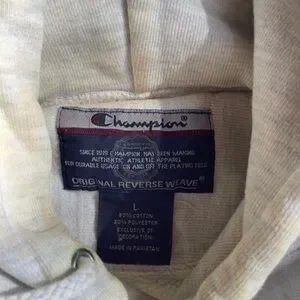 Champion®
SINCE 1919 CHAMPION HAS BEEN MAKING
AUTHENTIC ATHLETIC APPAREL
FOR DURABLE USAGE ON AND OFF THE PLAYING FIELD
ORIGINAL REVERSE WEAVE®
L
80% COTTON
20% POLYESTER
EXCLUSIVE OF
DECORATION
MADE IN PAKISTAN